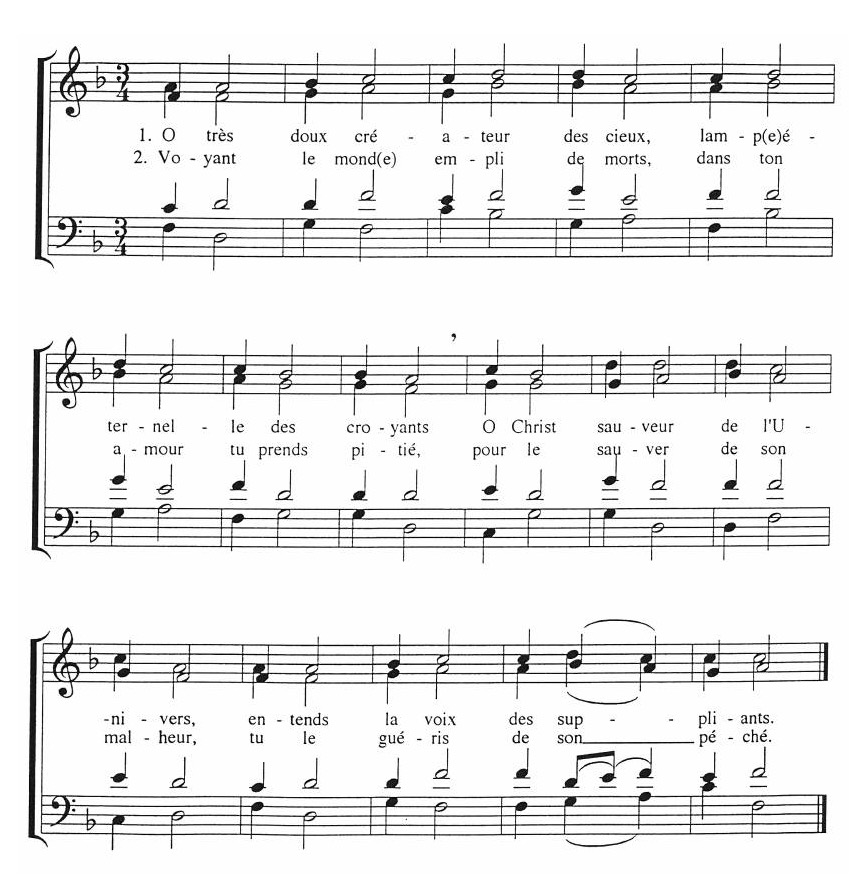 1. O très doux cré - a - teur des cieux, lam - p(e)é -
2. Vo - yant le mond(e) em - pli de morts, dans ton
ter - nel - le des cro - yants O Christ sau - veur de l'U -
a - mour tu prends pi - tié, pour le sau - ver de son
-ni - vers, en - tends la voix des sup - - pli - ants.
mal - heur, tu le gué - ris de son_______ pé - ché.